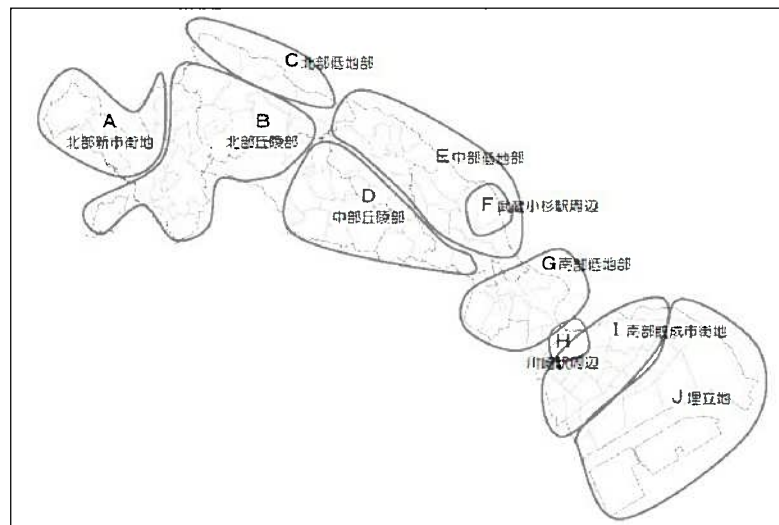 C 北部低地部
A
北部新市街地
B
北部丘陵部
E 中部低地部
D
中部丘陵部
F 武蔵小杉駅周辺
G 南部低地部
H
川崎駅周辺
I 南部既成市街地
J 埋立地